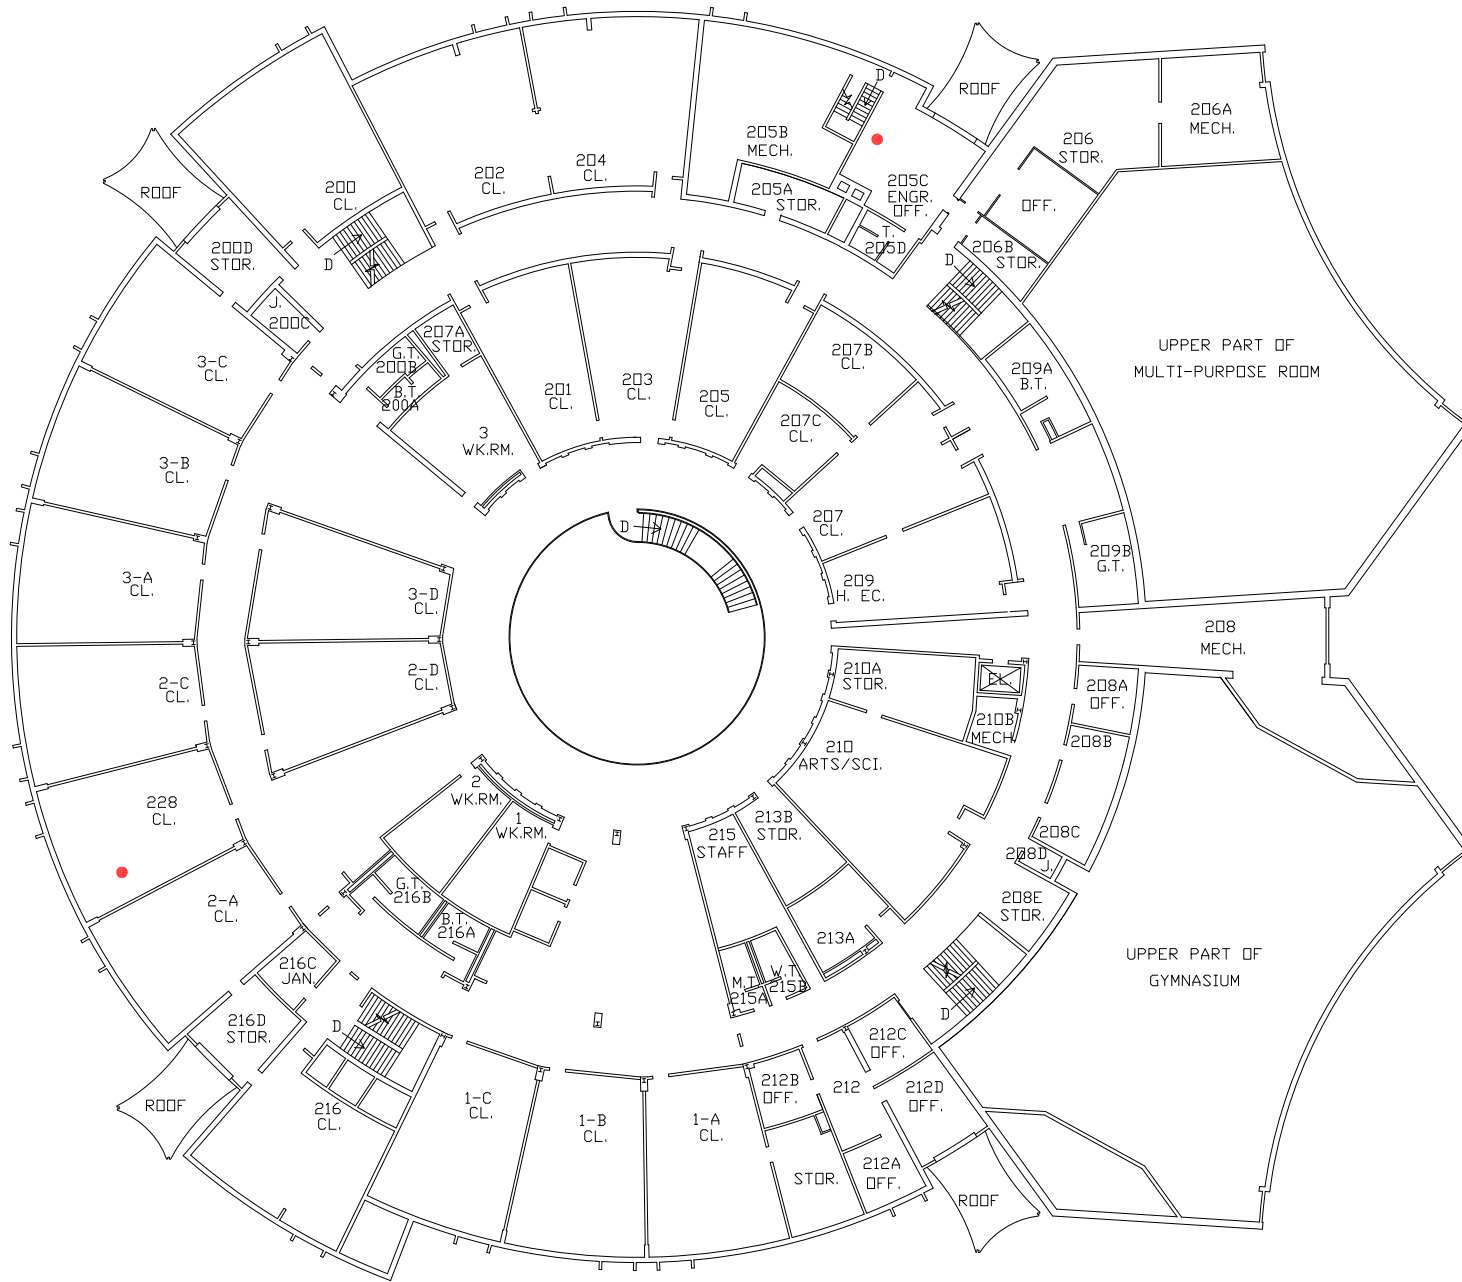 D
ROOF
206A
MECH.
205B
MECH.
206
STOR.
202
CL.
204
CL.
200
CL.
ROOF
205A
STOR.
205C
ENGR.
OFF.
OFF.
T.
205D
200D
STOR.
D
206B
STOR.
D
J.
200C
207A
STOR.
G.T.
200B
B.T.
200A
3-C
CL.
201
CL.
203
CL.
205
CL.
207B
CL.
207C
CL.
209A
B.T.
UPPER PART OF
MULTI-PURPOSE ROOM
3
WK.RM.
3-B
CL.
D
207
CL.
209B
G.T.
3-A
CL.
3-D
CL.
209
H. EC.
208
MECH.
2-C
CL.
2-D
CL.
210A
STOR.
EL.
208A
OFF.
210B
MECH.
208B
210
ARTS/SCI.
2
WK.RM.
228
CL.
1
WK.RM.
213B
STOR.
215
STAFF
208C
208D
J.
G.T.
216B
2-A
CL.
B.T.
216A
208E
STOR.
213A
216C
JAN.
M.T.
215A
W.T.
215B
UPPER PART OF
GYMNASIUM
D
216D
STOR.
D
212C
OFF.
ROOF
216
CL.
1-C
CL.
1-B
CL.
1-A
CL.
212B
OFF.
212
212D
OFF.
STOR.
212A
OFF.
ROOF